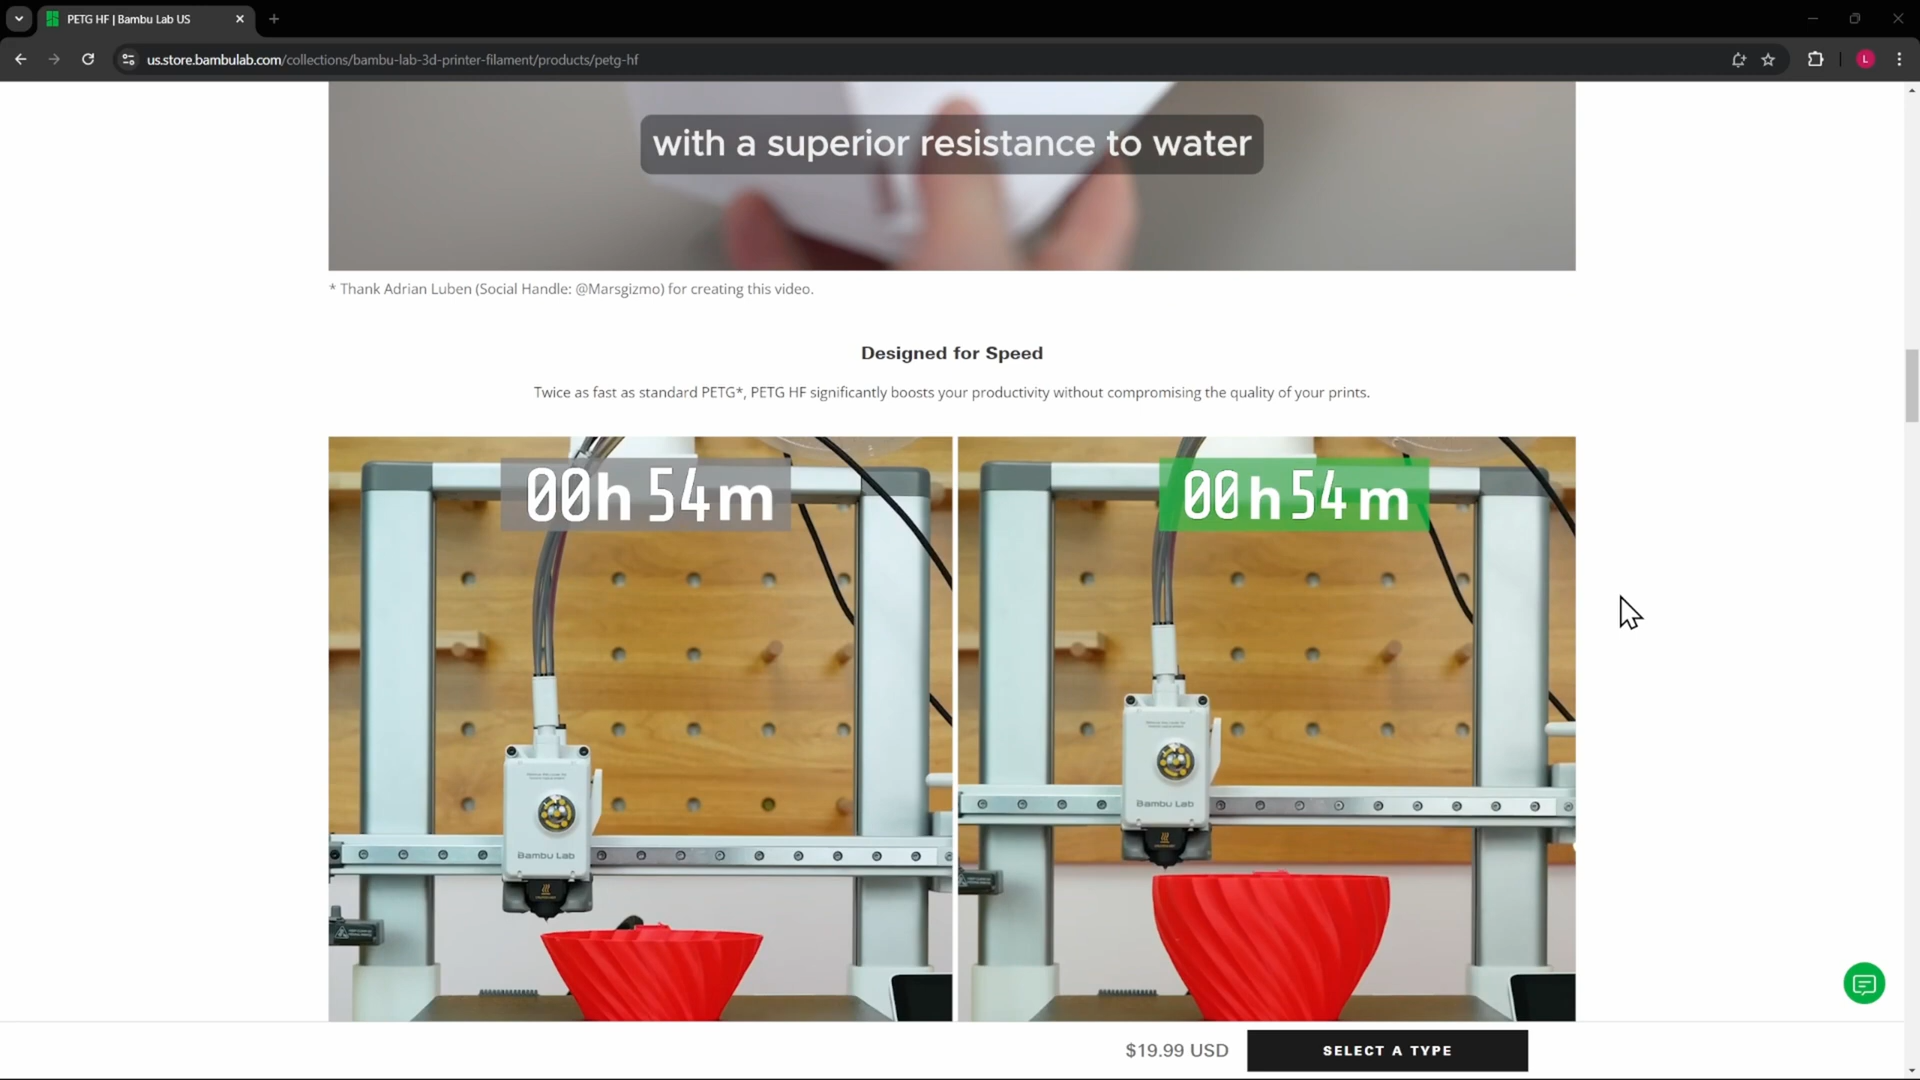 PETG HF | Bambu Lab US
us.store.bambulab.com/collections/bambu-lab-3d-printer-filament/products/petg-hf
L
with a superior resistance to water
* Thank Adrian Luben (Social Handle: @Marsgizmo) for creating this video.
Designed for Speed
Twice as fast as standard PETG*, PETG HF significantly boosts your productivity without compromising the quality of your prints.
00h 54m
00h 54m
Bambu Lab
Bambu Lab
$19.99 USD
SELECT A TYPE